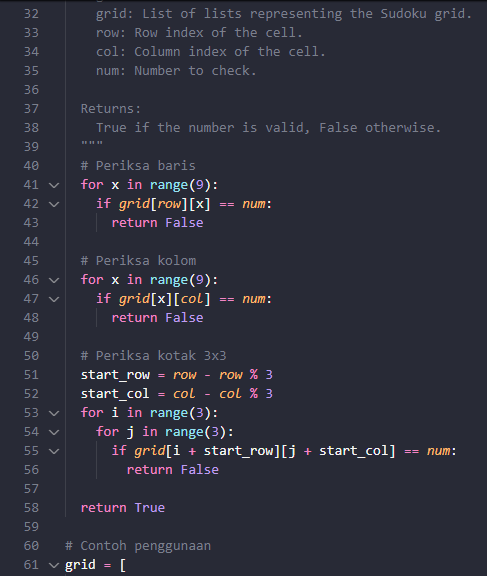 32 grid: List of lists representing the Sudoku grid.
33 row: Row index of the cell.
34 col: Column index of the cell.
35 num: Number to check.
36
37 Returns:
38 True if the number is valid, False otherwise.
39 """
40 # Periksa baris
41 for x in range(9):
42 if grid[row][x] == num:
43 return False
44
45 # Periksa kolom
46 for x in range(9):
47 if grid[x][col] == num:
48 return False
49
50 # Periksa kotak 3x3
51 start_row = row - row % 3
52 start_col = col - col % 3
53 for i in range(3):
54 for j in range(3):
55 if grid[i + start_row][j + start_col] == num:
56 return False
57
58 return True
59
60 # Contoh penggunaan
61 grid = [